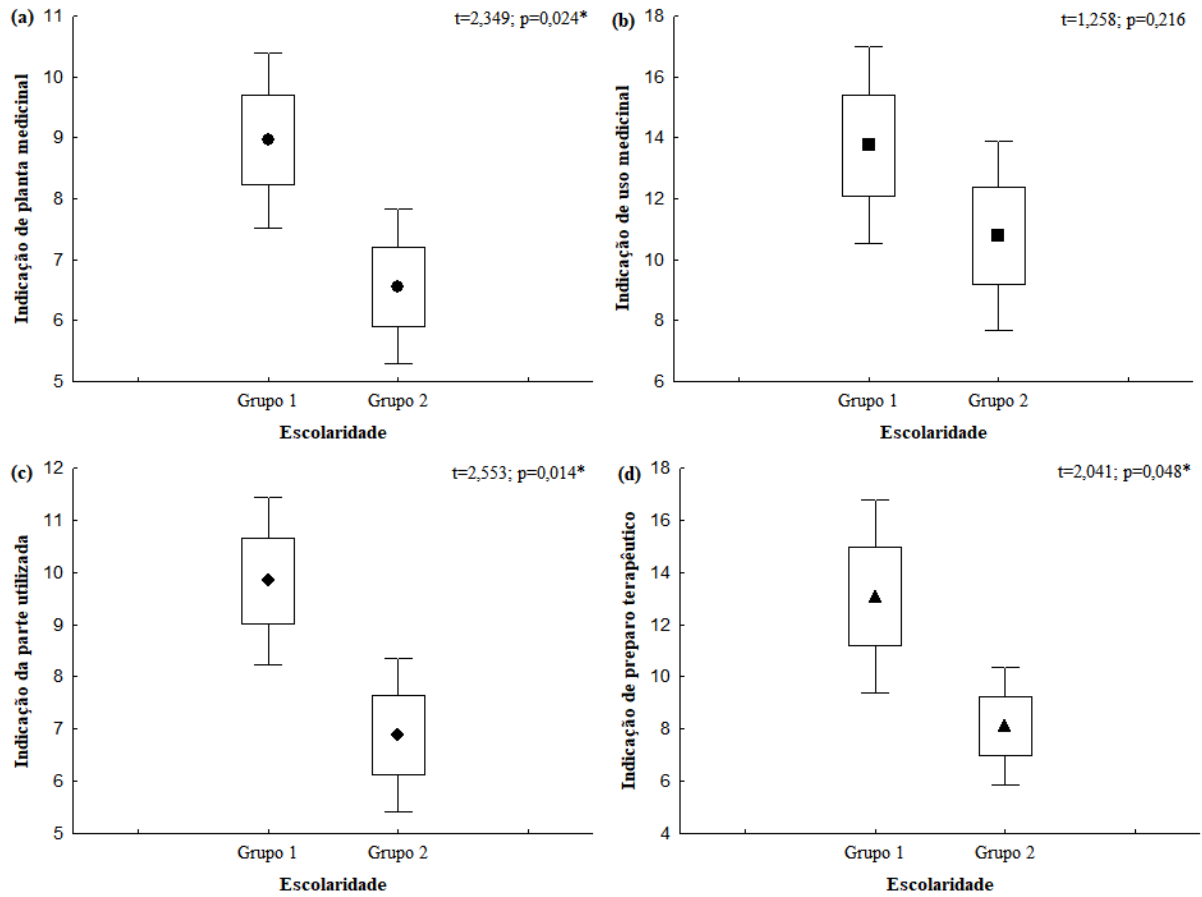 (a)
t=2,349; p=0,024*
Indicação de planta medicinal
11
10
9
8
7
6
5
Grupo 1
Grupo 2
Escolaridade
(b)
t=1,258; p=0,216
Indicação de uso medicinal
18
16
14
12
10
8
6
Grupo 1
Grupo 2
Escolaridade
(c)
t=2,553; p=0,014*
Indicação da parte utilizada
12
11
10
9
8
7
6
5
Grupo 1
Grupo 2
Escolaridade
(d)
t=2,041; p=0,048*
Indicação de preparo terapêutico
18
16
14
12
10
8
6
4
Grupo 1
Grupo 2
Escolaridade